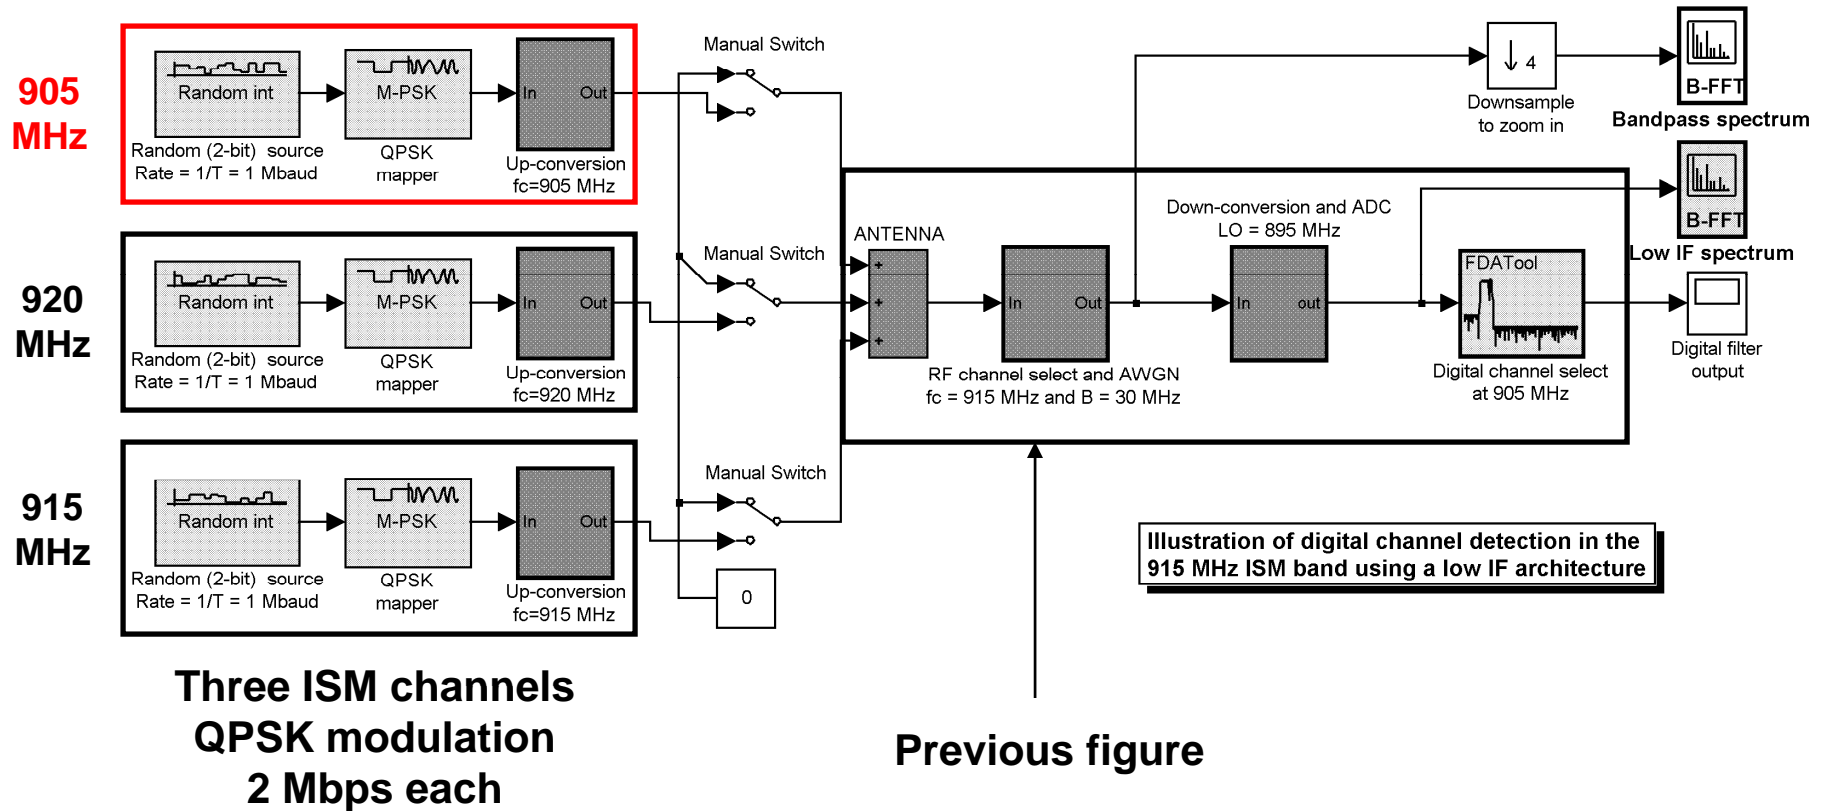 905
MHz
Random int
M-PSK
In
Out
Random (2-bit) source
Rate = 1/T = 1 Mbaud
QPSK
mapper
Up-conversion
fc=905 MHz
Manual Switch
4
Downsample
to zoom in
B-FFT
Bandpass spectrum
920
MHz
Random int
M-PSK
In
Out
Random (2-bit) source
Rate = 1/T = 1 Mbaud
QPSK
mapper
Up-conversion
fc=920 MHz
Manual Switch
ANTENNA
+
+
+
In
Out
RF channel select and AWGN
fc = 915 MHz and B = 30 MHz
Down-conversion and ADC
LO = 895 MHz
In
out
B-FFT
Low IF spectrum
FDATool
Digital channel select
at 905 MHz
Digital filter
output
915
MHz
Random int
M-PSK
In
Out
Random (2-bit) source
Rate = 1/T = 1 Mbaud
QPSK
mapper
Up-conversion
fc=915 MHz
Manual Switch
0
Illustration of digital channel detection in the
915 MHz ISM band using a low IF architecture
Three ISM channels
QPSK modulation
2 Mbps each
Previous figure